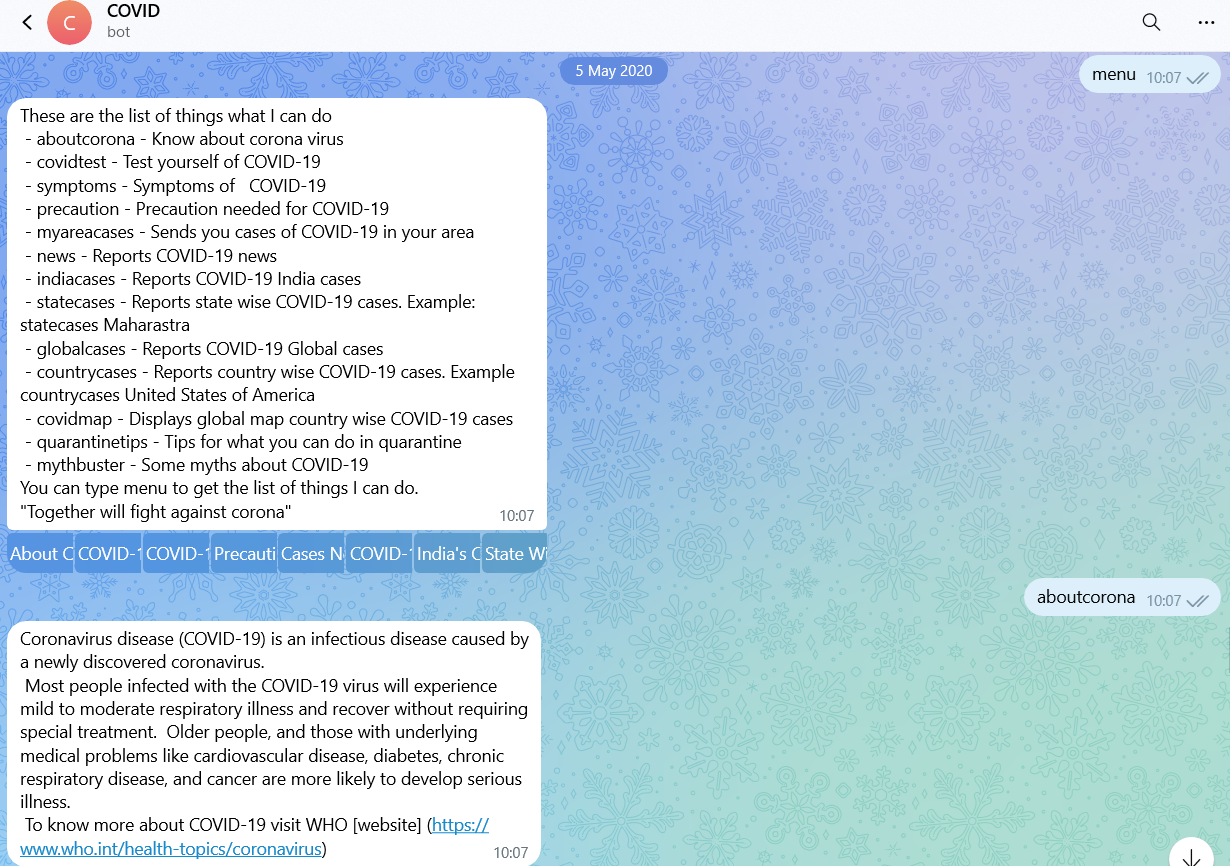 C
COVID
bot
5 May 2020
menu 10:07
These are the list of things what I can do
- aboutcorona - Know about corona virus
- covidtest - Test yourself of COVID-19
- symptoms - Symptoms of   COVID-19
- precaution - Precaution needed for COVID-19
- myareacases - Sends you cases of COVID-19 in your area
- news - Reports COVID-19 news
- indiacases - Reports COVID-19 India cases
- statecases - Reports state wise COVID-19 cases. Example:
statecases Maharastra
- globalcases - Reports COVID-19 Global cases
- countrycases - Reports country wise COVID-19 cases. Example
countrycases United States of America
- covidmap - Displays global map country wise COVID-19 cases
- quarantinetips - Tips for what you can do in quarantine
- mythbuster - Some myths about COVID-19
You can type menu to get the list of things I can do.
"Together will fight against corona" 10:07
About C COVID-1 COVID-1 Precauti Cases N COVID-1 India's C State Wi
aboutcorona 10:07
Coronavirus disease (COVID-19) is an infectious disease caused by
a newly discovered coronavirus.
Most people infected with the COVID-19 virus will experience
mild to moderate respiratory illness and recover without requiring
special treatment.  Older people, and those with underlying
medical problems like cardiovascular disease, diabetes, chronic
respiratory disease, and cancer are more likely to develop serious
illness.
To know more about COVID-19 visit WHO [website] (https://
www.who.int/health-topics/coronavirus) 10:07